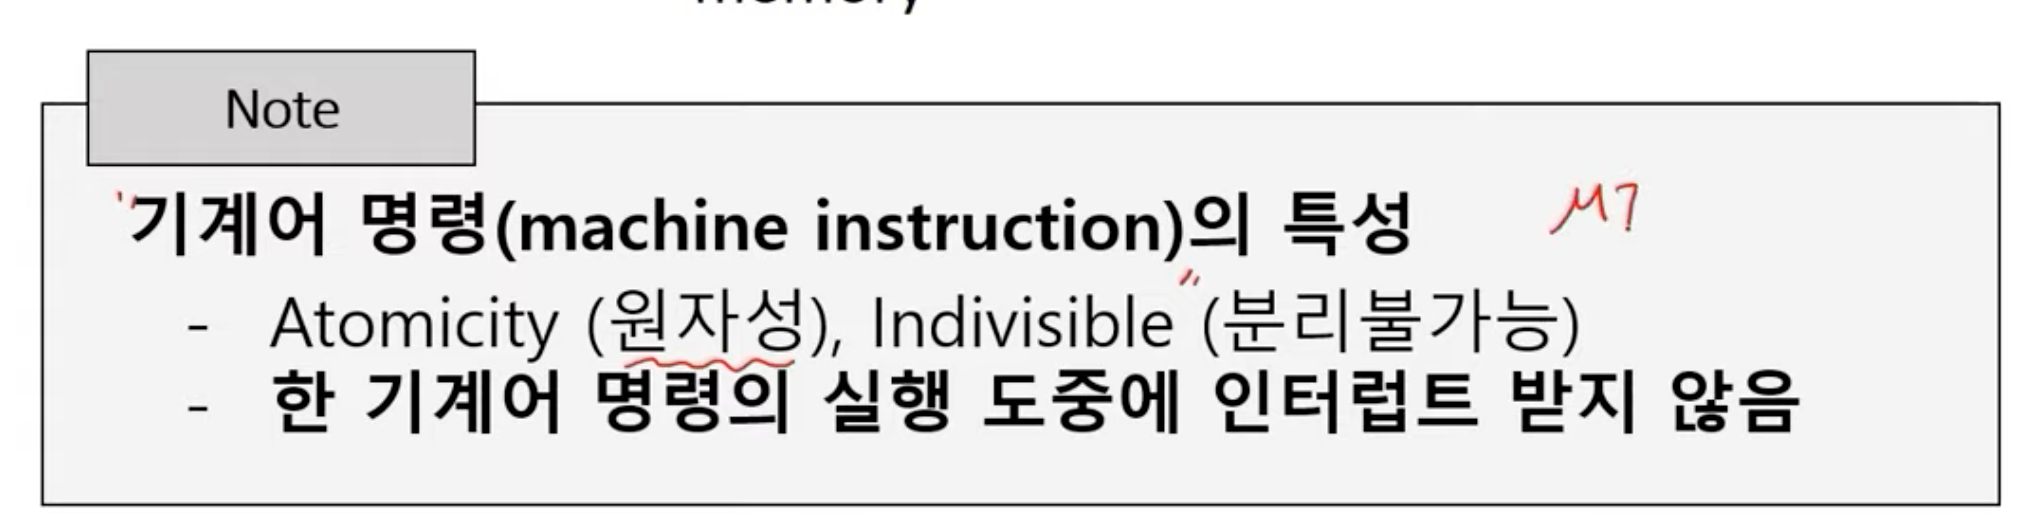 memory
Note
기계어 명령(machine instruction)의 특성
- Atomicity (원자성), Indivisible (분리불가능)
- 한 기계어 명령의 실행 도중에 인터럽트 받지 않음